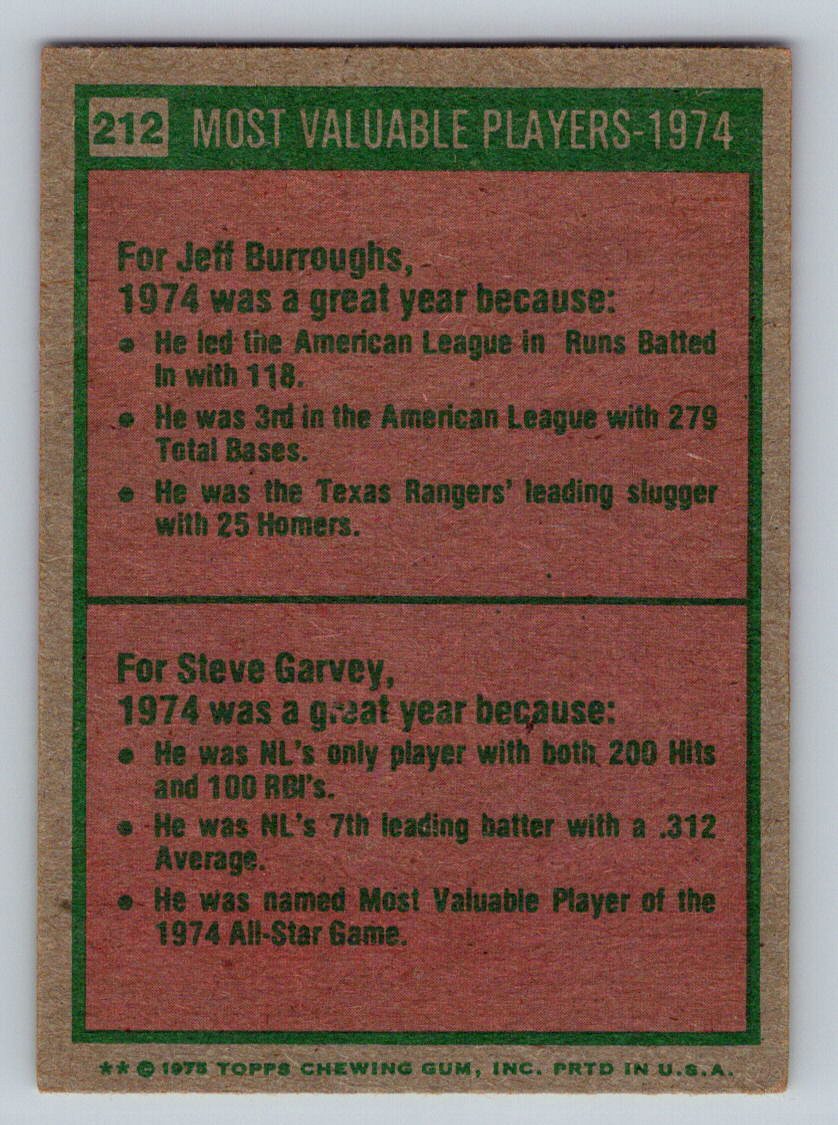 212 MOST VALUABLE PLAYERS-1974
For Jeff Burroughs,
1974 was a great year because:
• He led the American League in Runs Batted
In with 118.
• He was 3rd in the American League with 279
Total Bases.
• He was the Texas Rangers' leading slugger
with 25 Homers.
For Steve Garvey,
1974 was a great year because:
• He was NL's only player with both 200 Hits
and 100 RBI's.
• He was NL's 7th leading batter with a .312
Average.
• He was named Most Valuable Player of the
1974 All-Star Game.
** © 1975 TOPPS CHEWING GUM, INC. PRTD IN U.S.A.